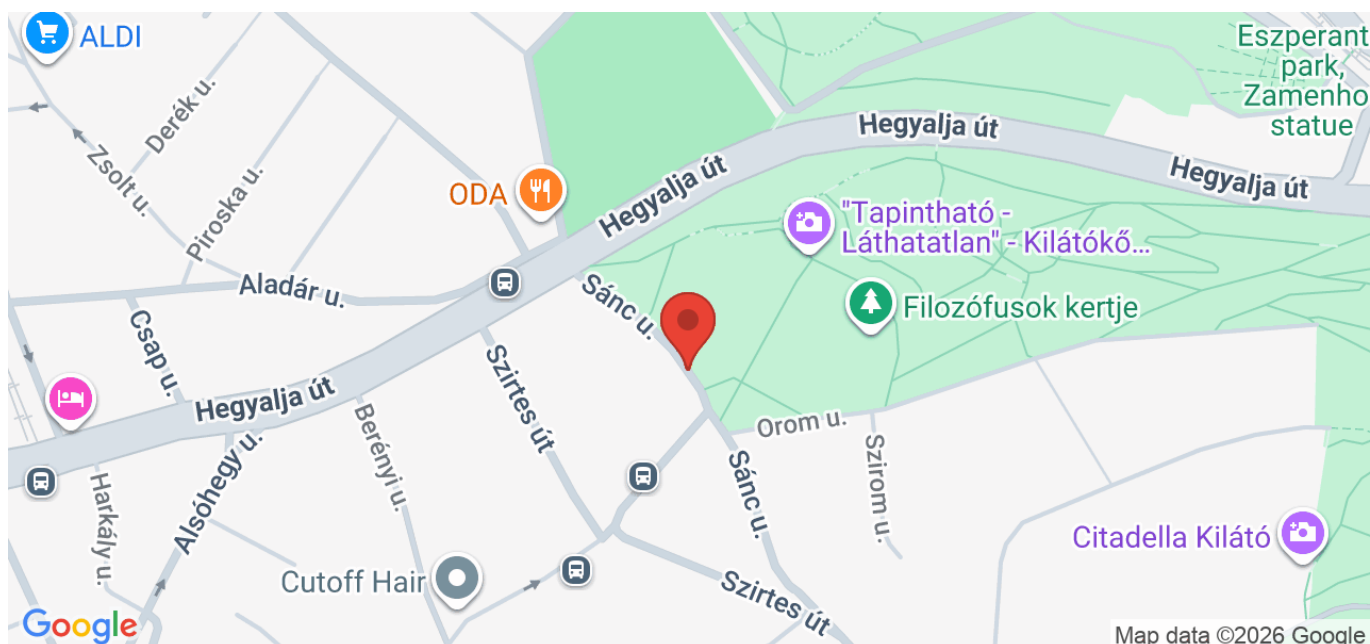 ALDI
Eszperant
park,
Zamenho
statue
Derék u.
Hegyalja út
Zsolt u.
Hegyalja út
Piroska u.
ODA
Hegyalja út
"Tapintható -
Láthatatlan" - Kilátókő...
Aladár u.
Sánc u.
Filozófusok kertje
Csap u.
Szirtes út
Hegyalja út
Berényi u.
Orom u.
Alsóhegy u.
Szirom u.
Sánc u.
Harkály u.
Citadella Kilátó
Cutoff Hair
Szirtes út
Google
Map data ©2026 Google